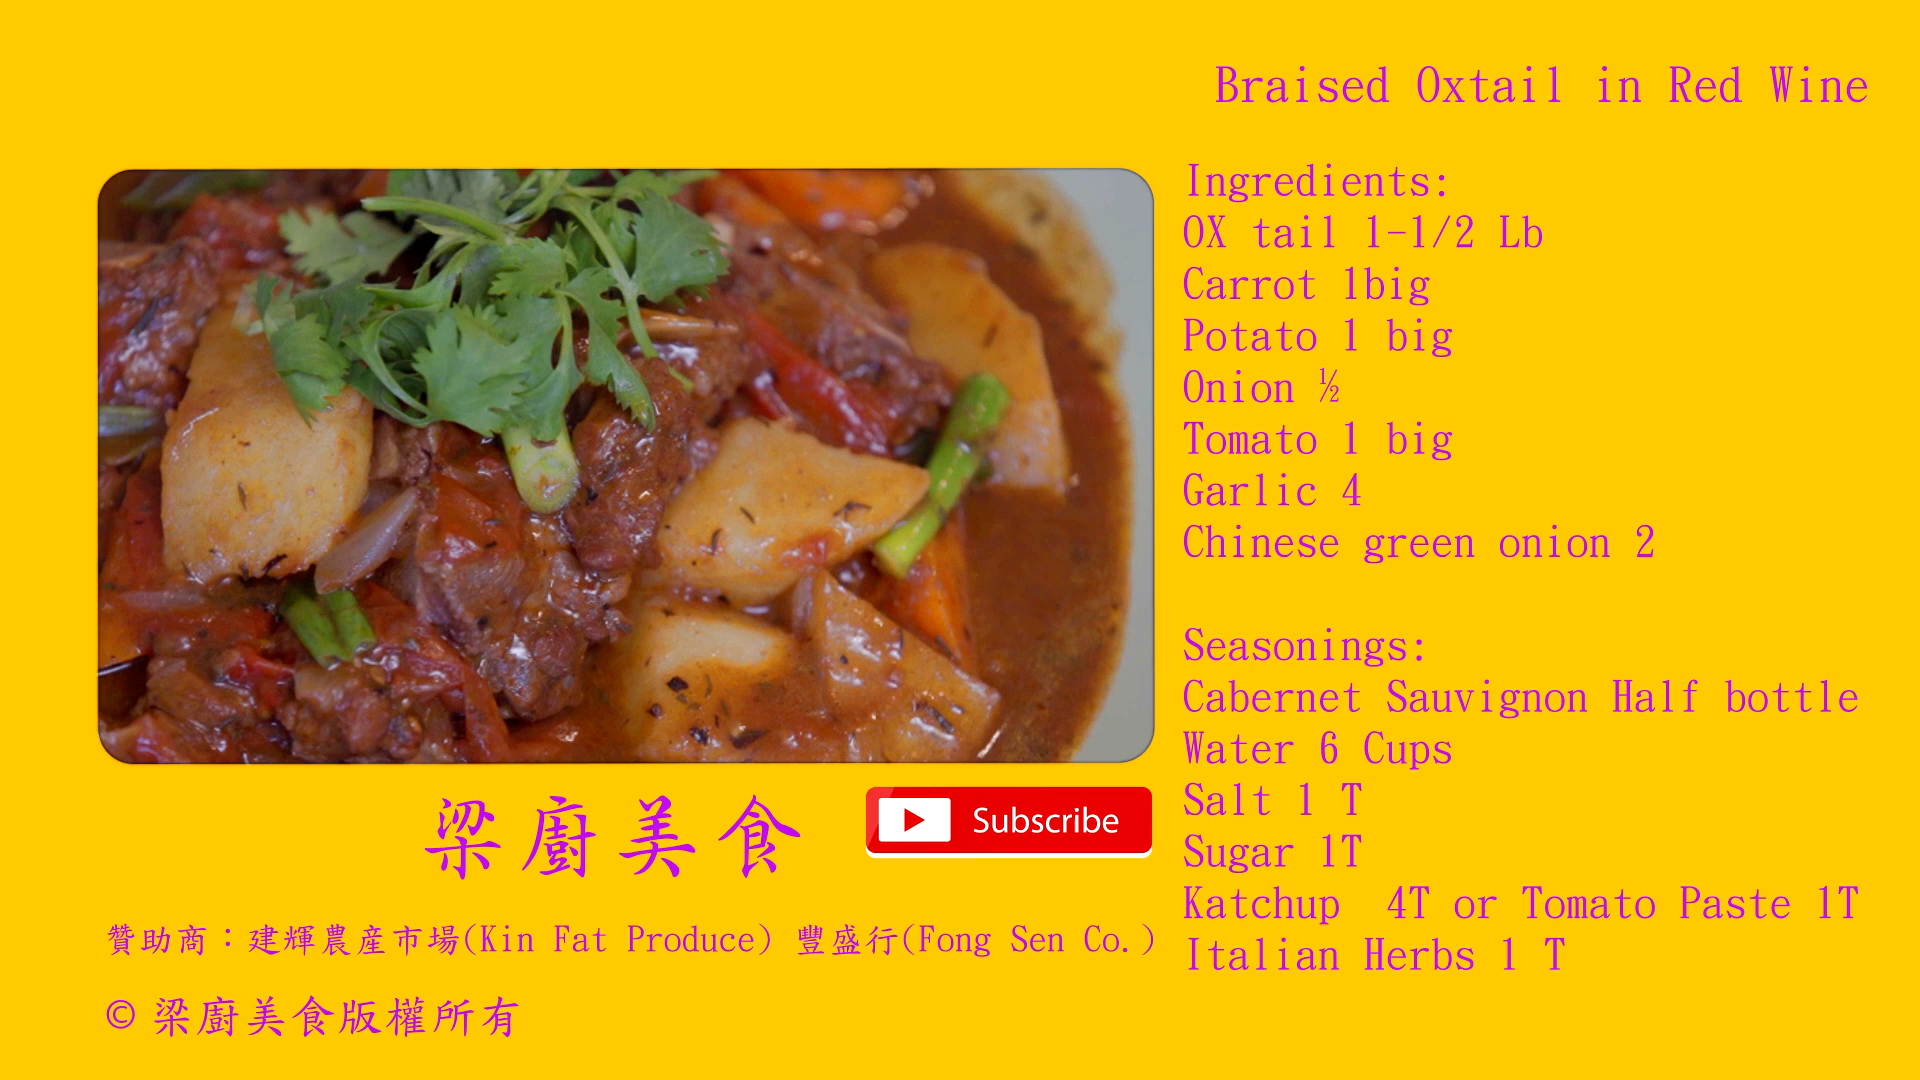 Braised Oxtail in Red Wine
Ingredients:
OX tail 1-1/2 Lb
Carrot 1big
Potato 1 big
Onion ½
Tomato 1 big
Garlic 4
Chinese green onion 2
Seasonings:
Cabernet Sauvignon Half bottle
Water 6 Cups
Salt 1 T
Sugar 1T
Katchup  4T or Tomato Paste 1T
Italian Herbs 1 T
梁廚美食
Subscribe
贊助商：建輝農産市場(Kin Fat Produce) 豐盛行(Fong Sen Co.)
© 梁廚美食版權所有